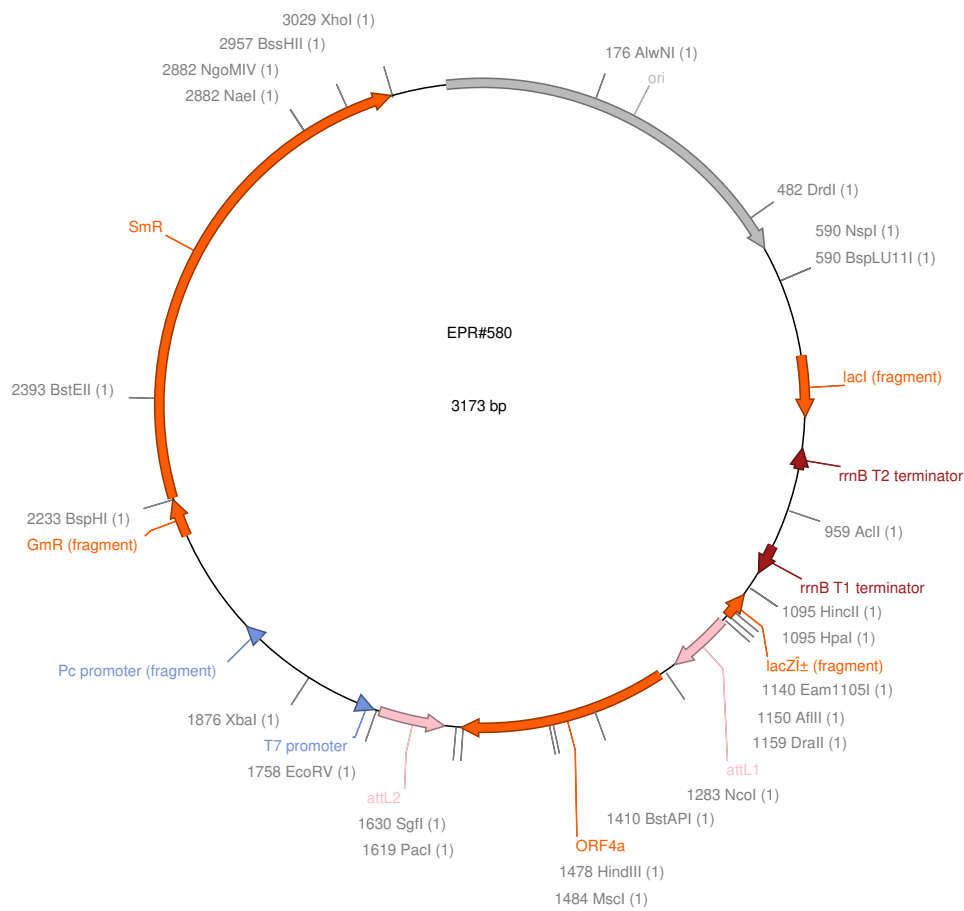 3029 XhoI (1)
2957 BssHII (1)
2882 NgoMIV (1)
2882 NaeI (1)
176 AlwNI (1)
ori
482 DrdI (1)
590 NspI (1)
590 BspLU11I (1)
SmR
EPR#580
lacI (fragment)
2393 BstEII (1)
3173 bp
rrnB T2 terminator
2233 BspHI (1)
959 AclI (1)
GmR (fragment)
rrnB T1 terminator
1095 HincII (1)
1095 HpaI (1)
lacZÎ± (fragment)
Pc promoter (fragment)
1140 Eam1105I (1)
1150 AflII (1)
1876 XbaI (1)
T7 promoter
1159 DraII (1)
1758 EcoRV (1)
attL1
attL2
1283 NcoI (1)
1630 SgfI (1)
1410 BstAPI (1)
1619 PacI (1)
ORF4a
1478 HindIII (1)
1484 MscI (1)